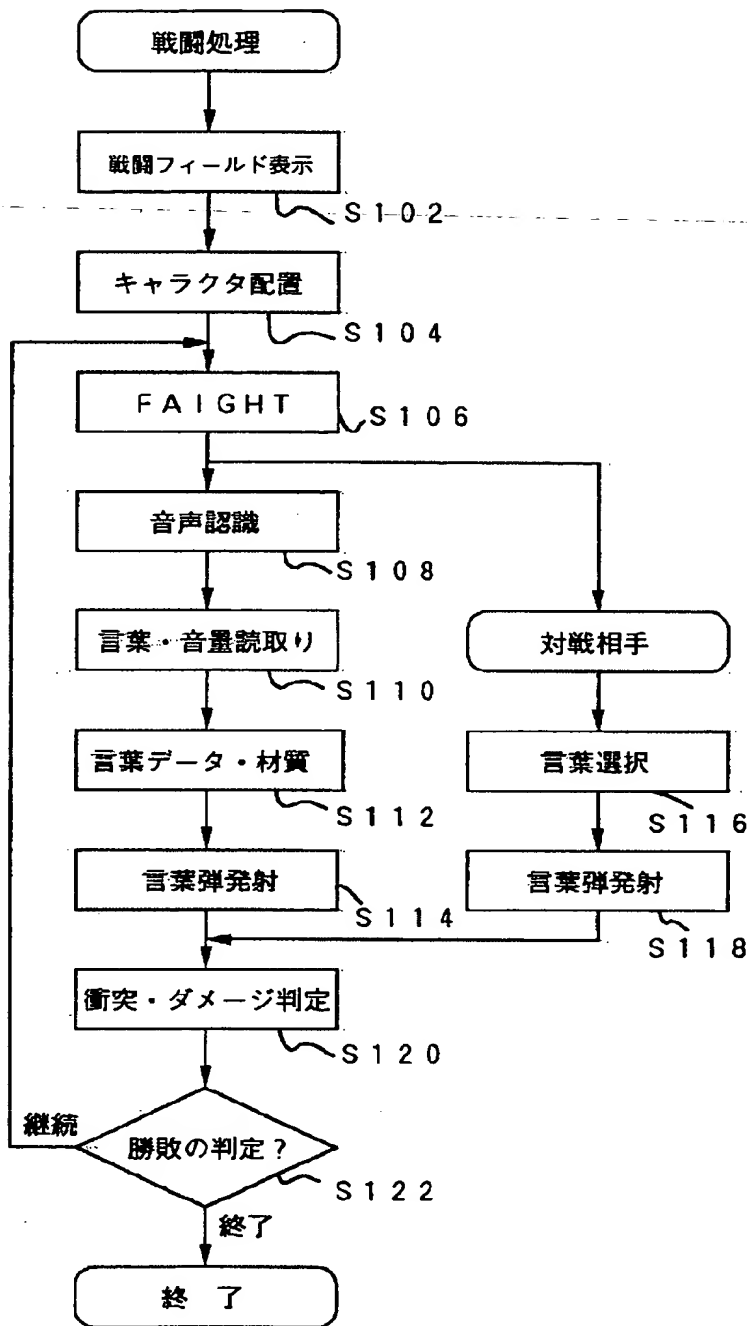 戦闘処理
戦闘フィールド表示
S102
キャラクタ配置
S104
FAIGHT
S106
音声認識
S108
言葉・音量読取り
S110
言葉データ・材質
S112
言葉弾発射
S114
対戦相手
言葉選択
S116
言葉弾発射
S118
衝突・ダメージ判定
S120
継続
勝敗の判定?
S122
終了
終 了